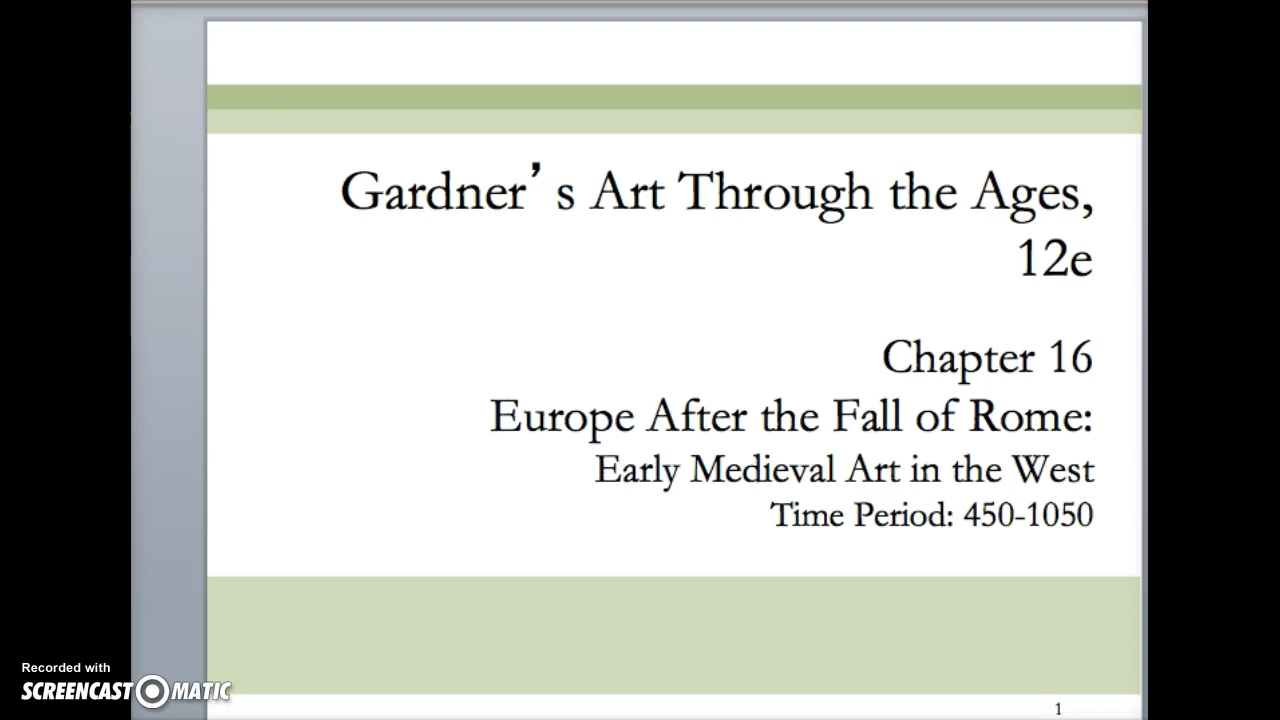 Gardner’s Art Through the Ages,
12e
Chapter 16
Europe After the Fall of Rome:
Early Medieval Art in the West
Time Period: 450-1050
Recorded with
SCREENCAST MATIC
1